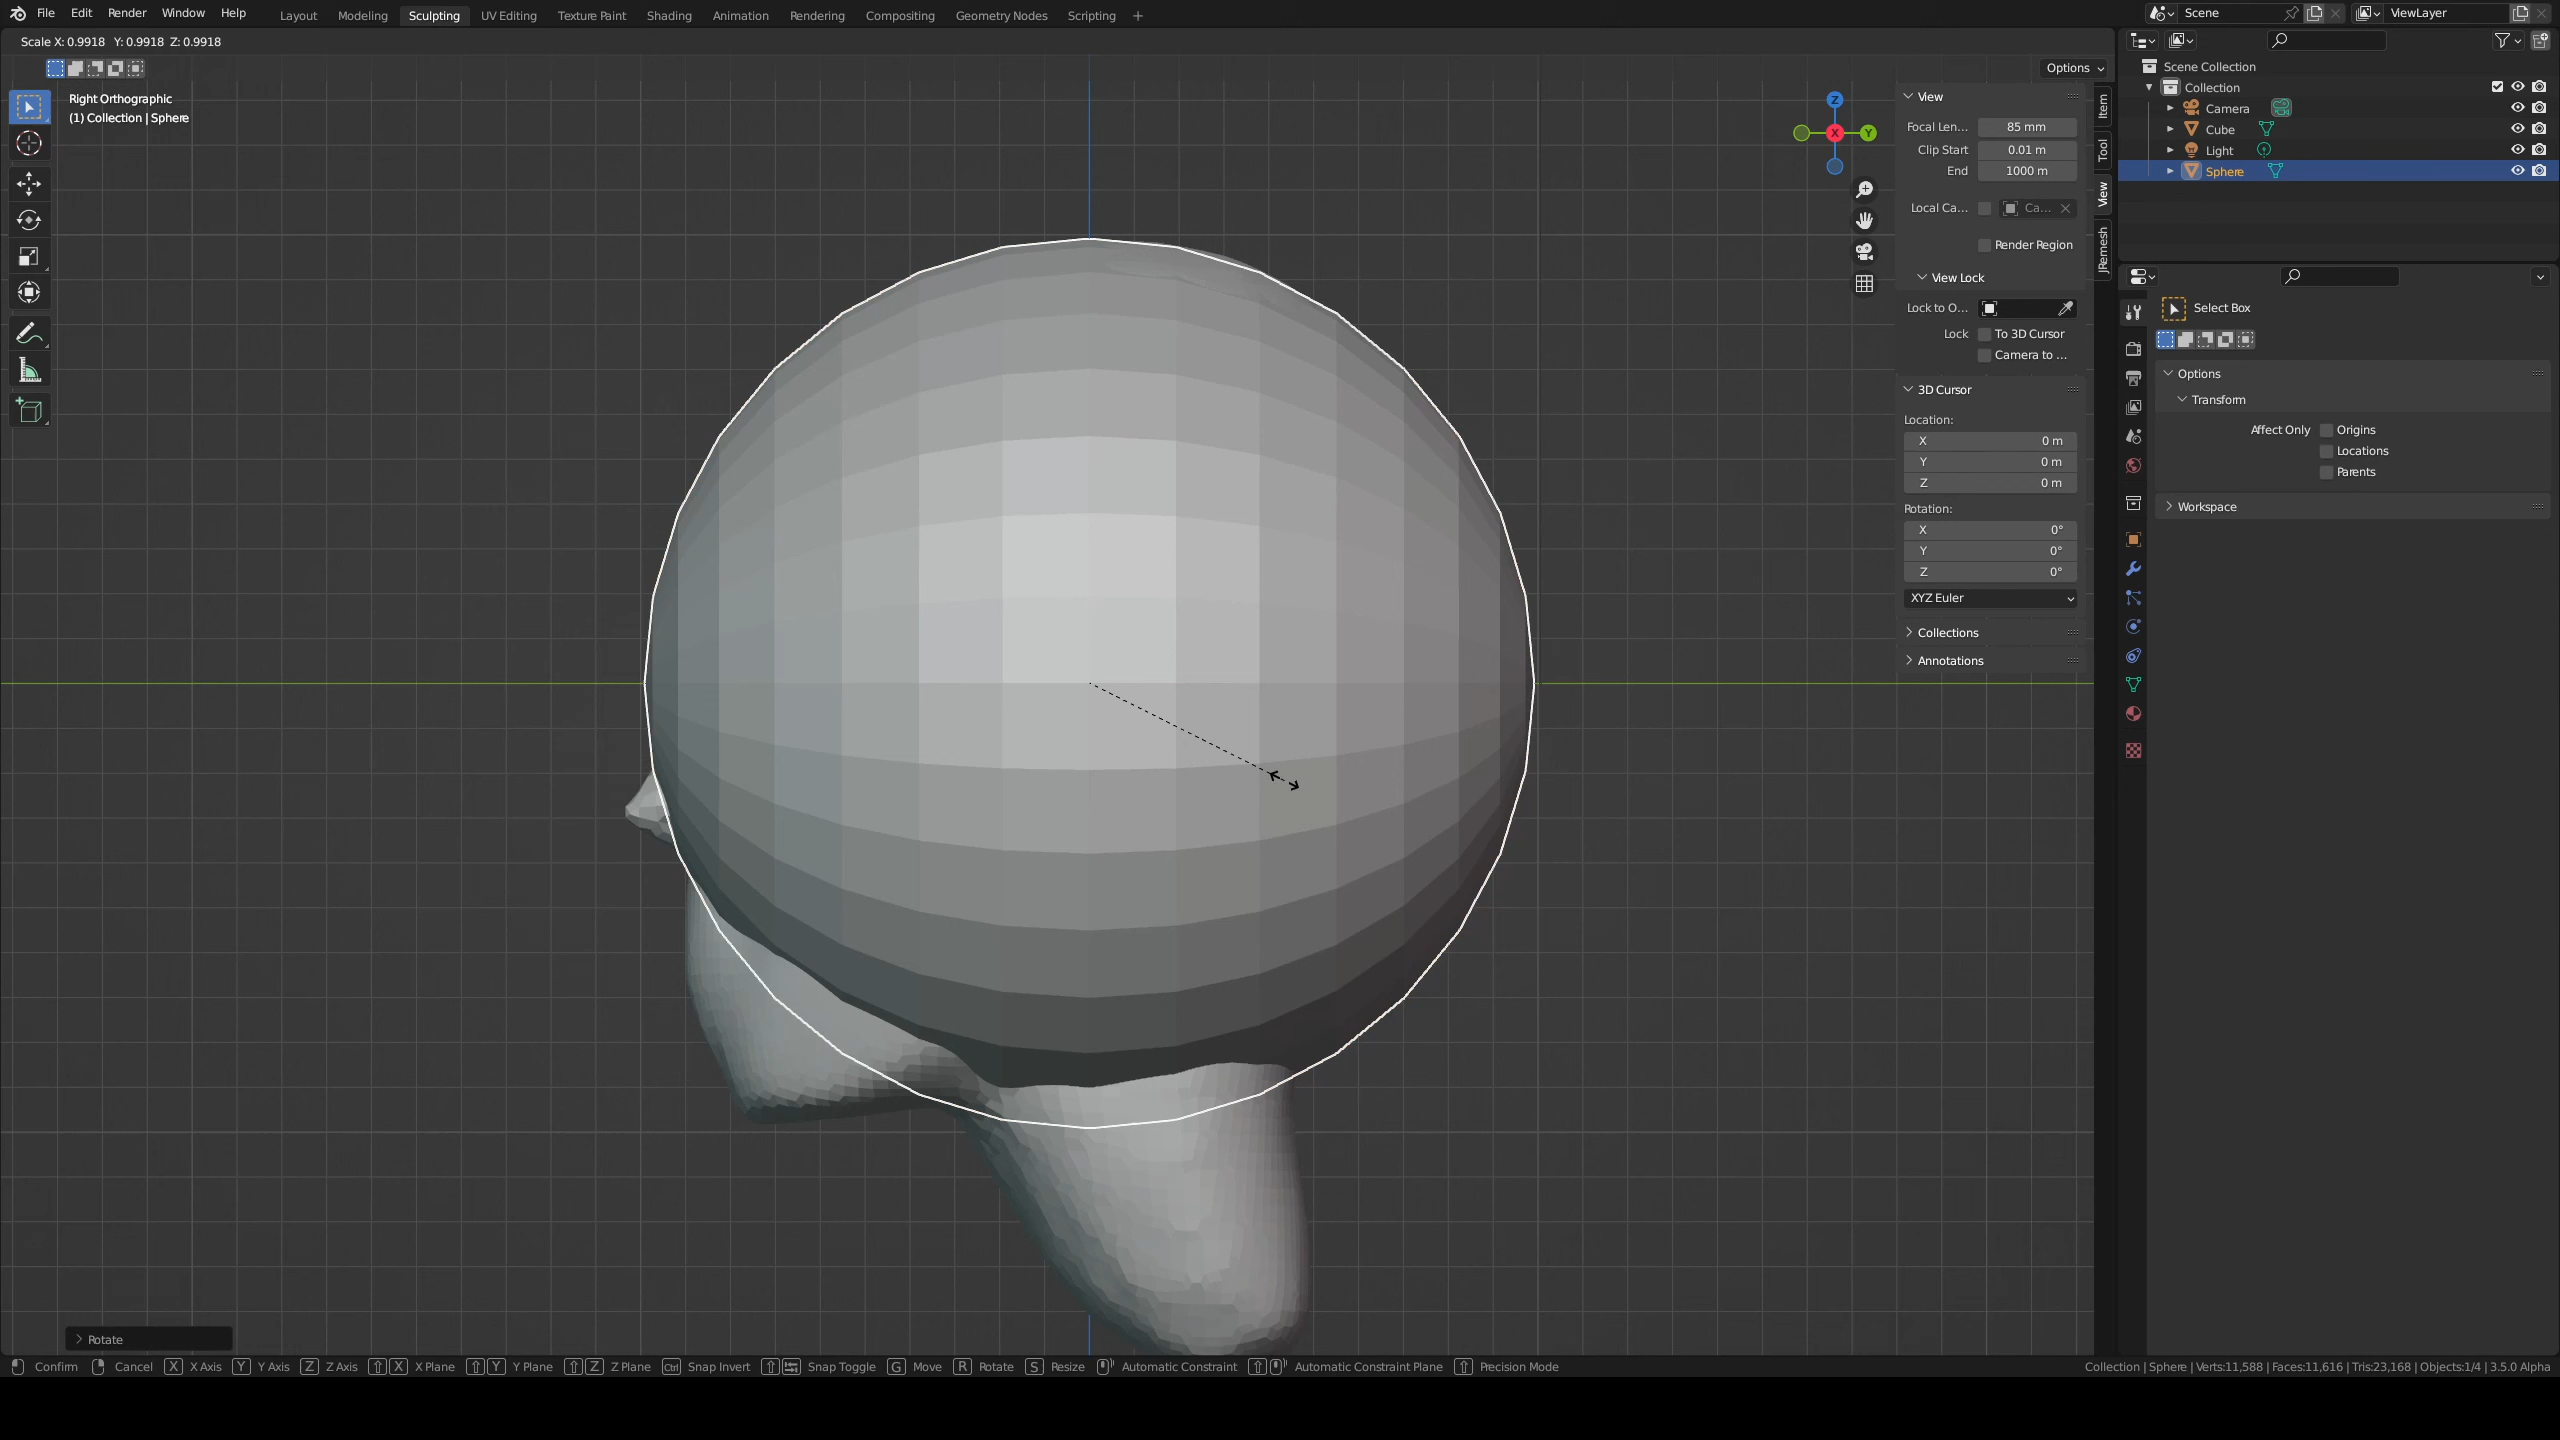 File Edit Render Window Help Layout Modeling Sculpting UV Editing Texture Paint Shading Animation Rendering Compositing Geometry Nodes Scripting + Scene ViewLayer
Scale X: 0.9918 Y: 0.9918 Z: 0.9918
Options
Right Orthographic
(1) Collection | Sphere
Z
X
Y
View
Focal Len... 85 mm
Clip Start 0.01 m
End 1000 m
Local Ca... Ca...
Render Region
View Lock
Lock to O...
Lock To 3D Cursor
Camera to ...
3D Cursor
Location:
X 0 m
Y 0 m
Z 0 m
Rotation:
X 0°
Y 0°
Z 0°
XYZ Euler
Collections
Annotations
Item
Tool
View
JRemesh
Scene Collection
Collection
Camera
Cube
Light
Sphere
Select Box
Options
Transform
Affect Only Origins
Locations
Parents
Workspace
Rotate
Confirm Cancel X X Axis Y Y Axis Z Z Axis X X Plane Y Y Plane Z Z Plane Ctrl Snap Invert Snap Toggle G Move R Rotate S Resize Automatic Constraint Automatic Constraint Plane Precision Mode Collection | Sphere | Verts:11,588 | Faces:11,616 | Tris:23,168 | Objects:1/4 | 3.5.0 Alpha